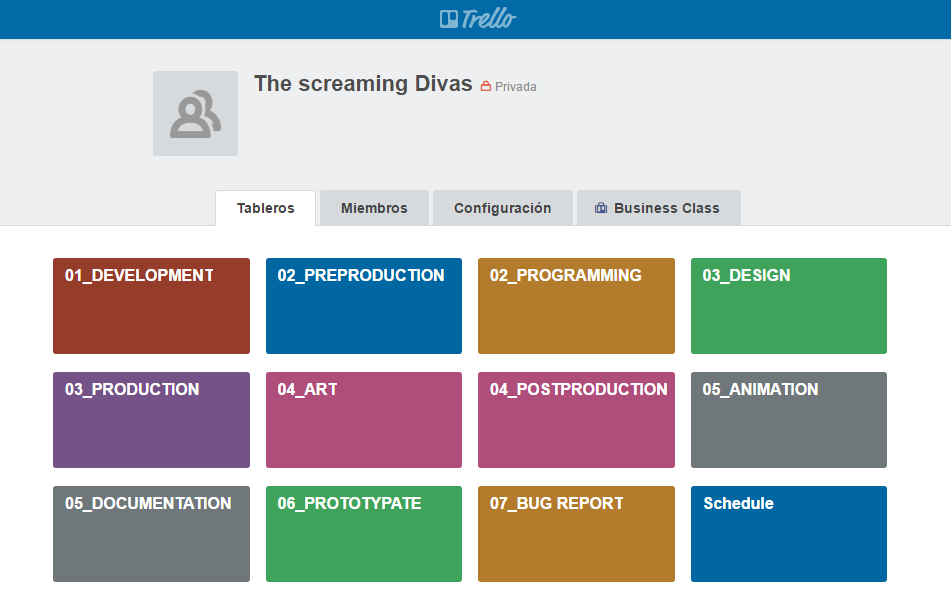 Trello
The screaming Divas Privada
Tableros Miembros Configuración Business Class
01_DEVELOPMENT 02_PREPRODUCTION 02_PROGRAMMING 03_DESIGN
03_PRODUCTION 04_ART 04_POSTPRODUCTION 05_ANIMATION
05_DOCUMENTATION 06_PROTOTYPATE 07_BUG REPORT Schedule